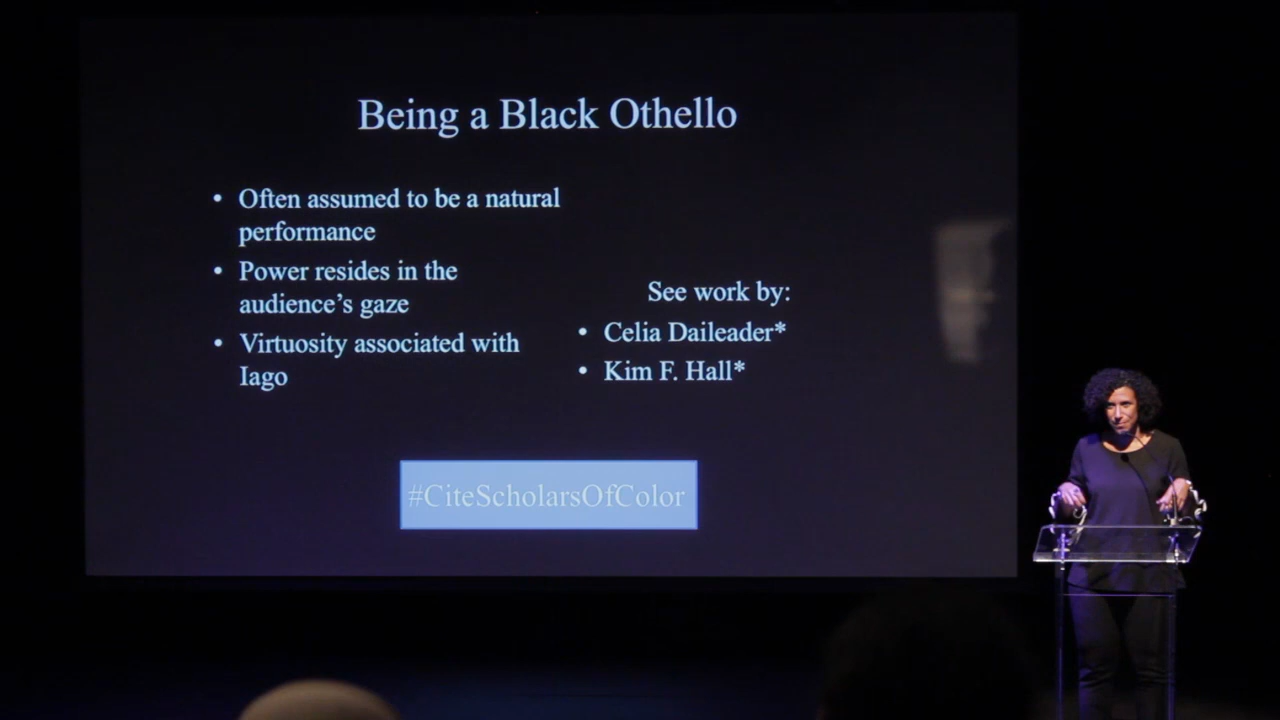 Being a Black Othello
• Often assumed to be a natural
performance
• Power resides in the
audience’s gaze
• Virtuosity associated with
Iago
See work by:
• Celia Daileader*
• Kim F. Hall*
#CiteScholarsOfColor